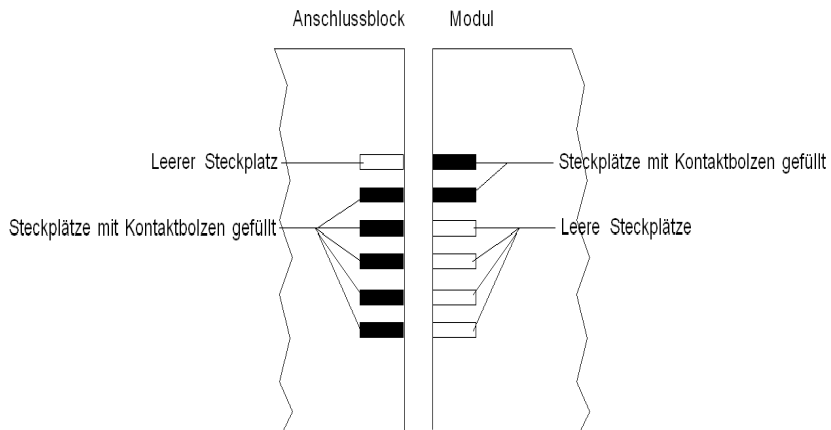 Anschlussblock
Modul
Leerer Steckplatz
Steckplätze mit Kontaktbolzen gefüllt
Steckplätze mit Kontaktbolzen gefüllt
Leere Steckplätze